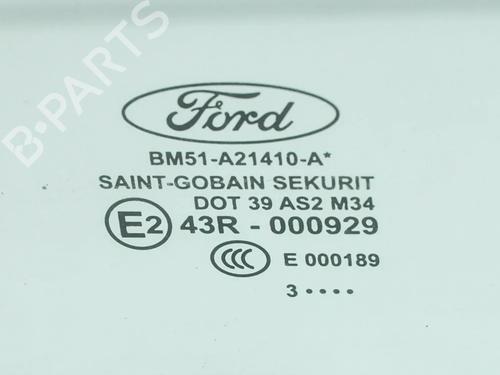 B-PARTS
Ford
BM51-A21410-A*
SAINT-GOBAIN SEKURIT
DOT 39 AS2 M34
E2 43R - 000929
CCC E 000189
3 ••••